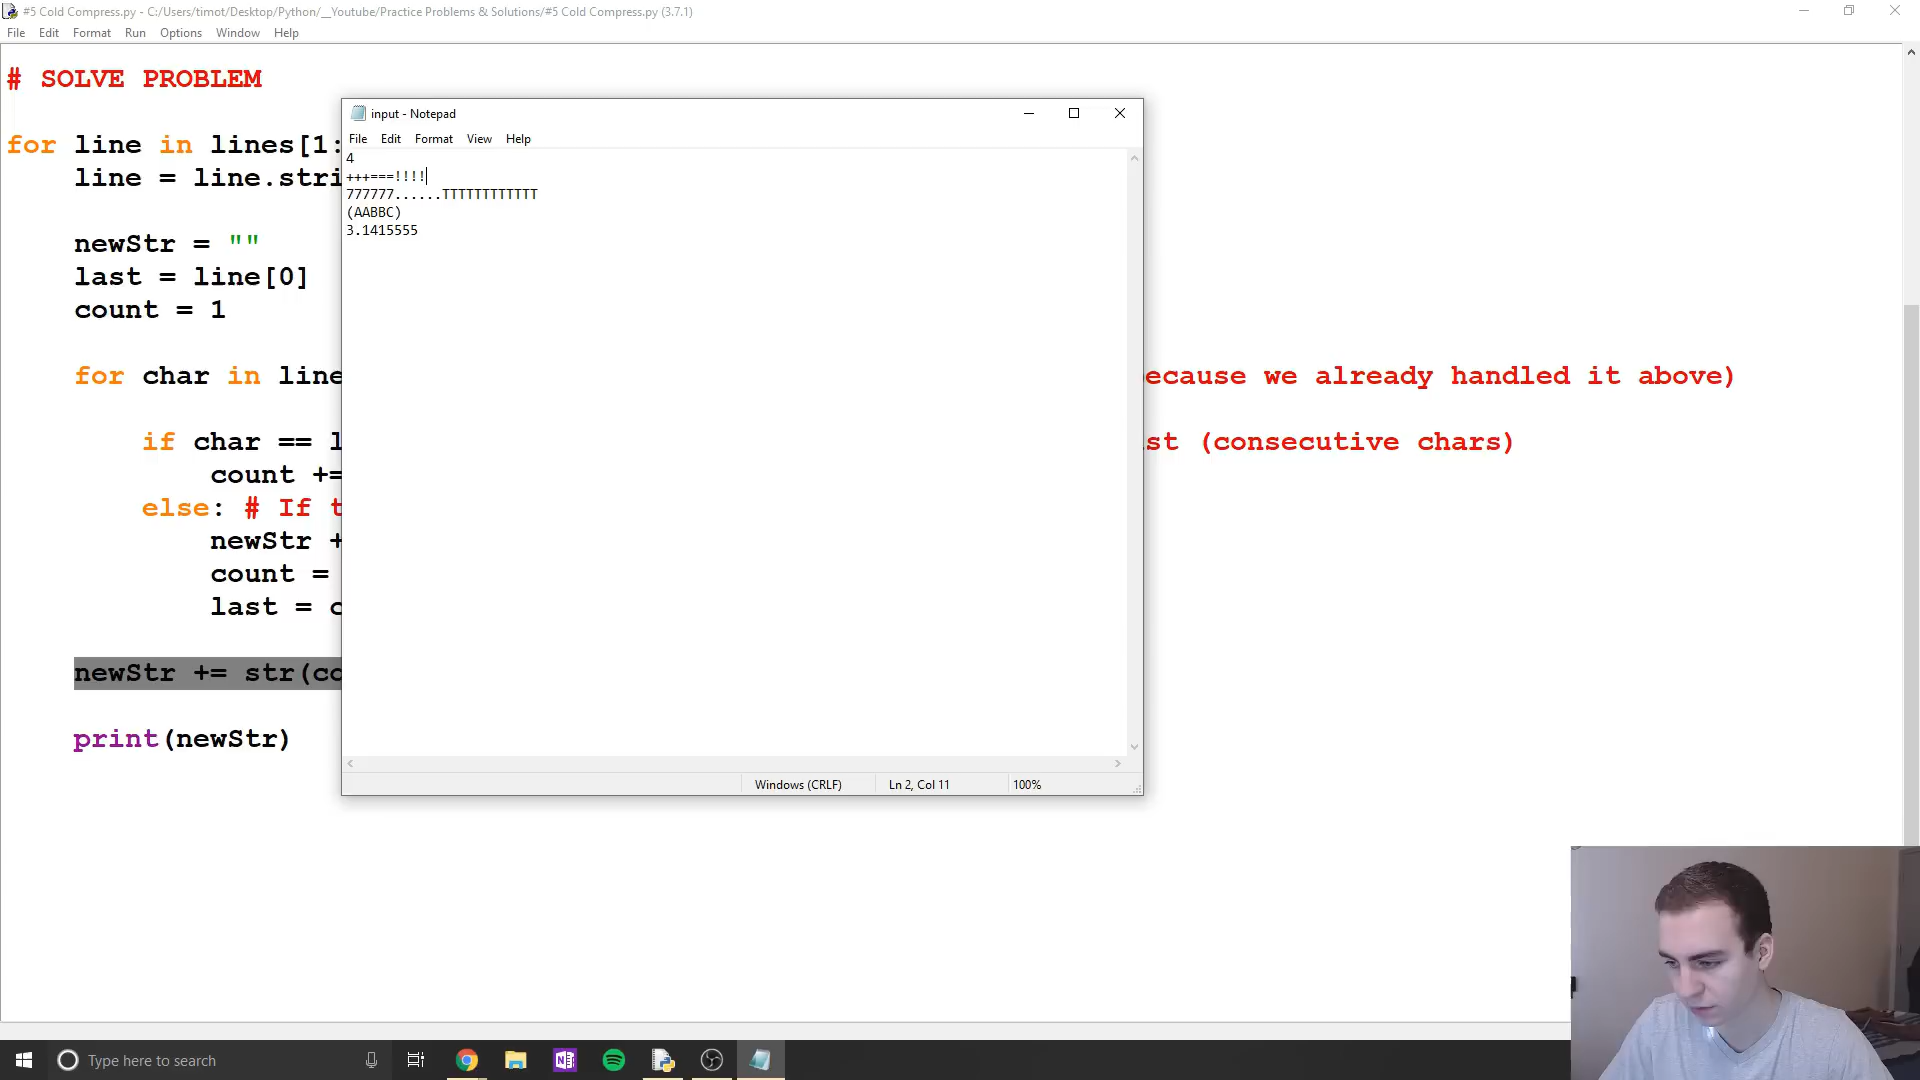 #5 Cold Compress.py - C:/Users/timot/Desktop/Python/__Youtube/Practice Problems & Solutions/#5 Cold Compress.py (3.7.1)
File Edit Format Run Options Window Help
# SOLVE PROBLEM
for line in lines[1:
line = line.stri
newStr = ""
last = line[0]
count = 1
for char in line
ecause we already handled it above)
if char == l
st (consecutive chars)
count +=
else: # If t
newStr +
count =
last = c
newStr += str(co
print(newStr)
input - Notepad
File Edit Format View Help
4
+++===!!!!
777777......TTTTTTTTTTTT
(AABBC)
3.1415555
Windows (CRLF) Ln 2, Col 11 100%
Type here to search